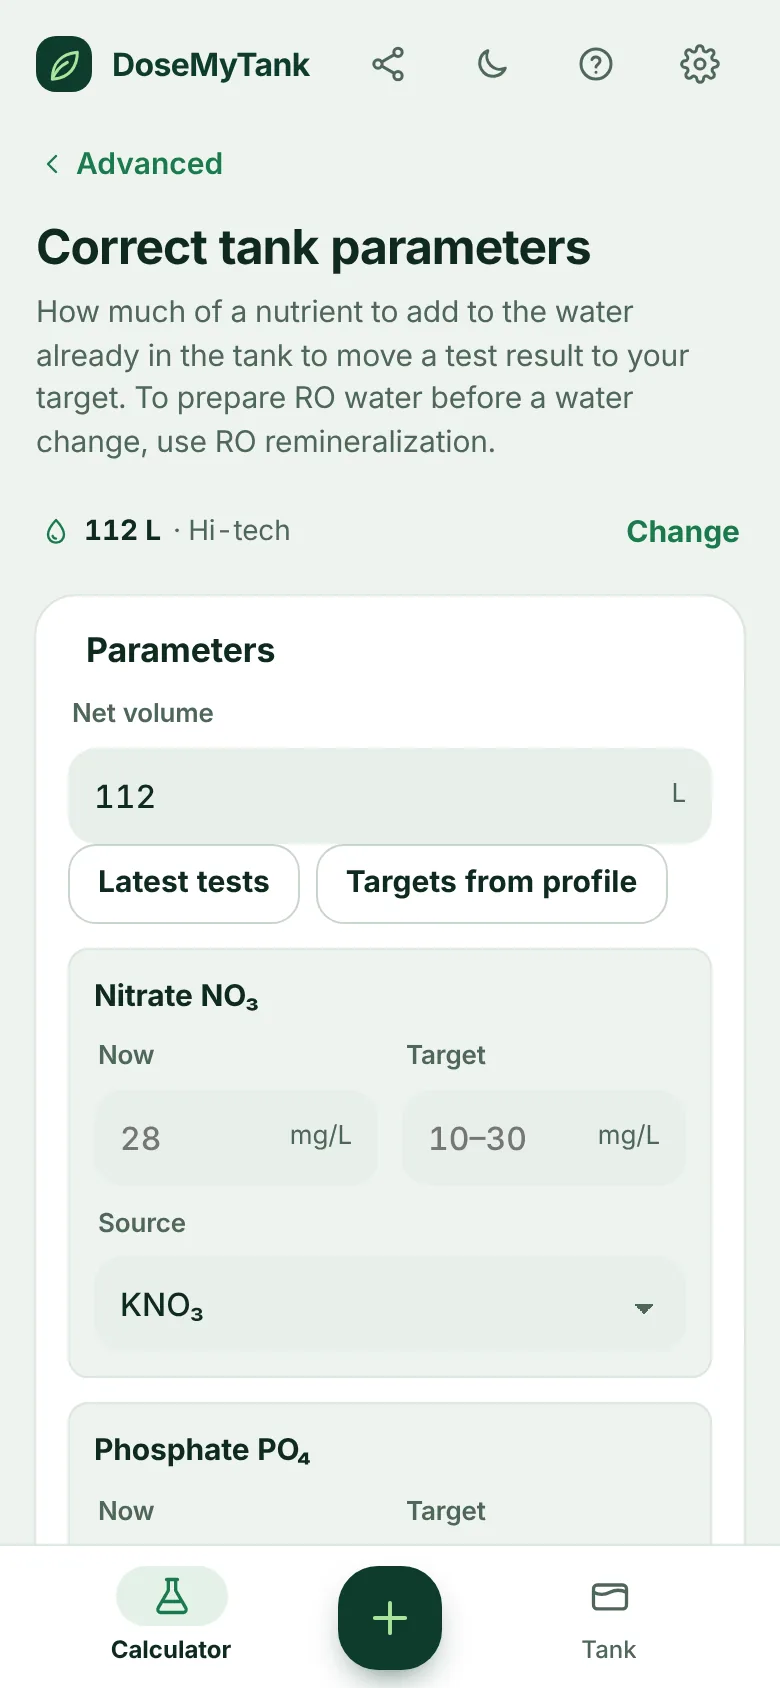 DoseMyTank
Advanced
Correct tank parameters
How much of a nutrient to add to the water
already in the tank to move a test result to your
target. To prepare RO water before a water
change, use RO remineralization.
112 L · Hi-tech
Change
Parameters
Net volume
112 L
Latest tests
Targets from profile
Nitrate NO₃
Now
Target
28 mg/L
10–30 mg/L
Source
KNO₃
Phosphate PO₄
Now
Target
Calculator
Tank